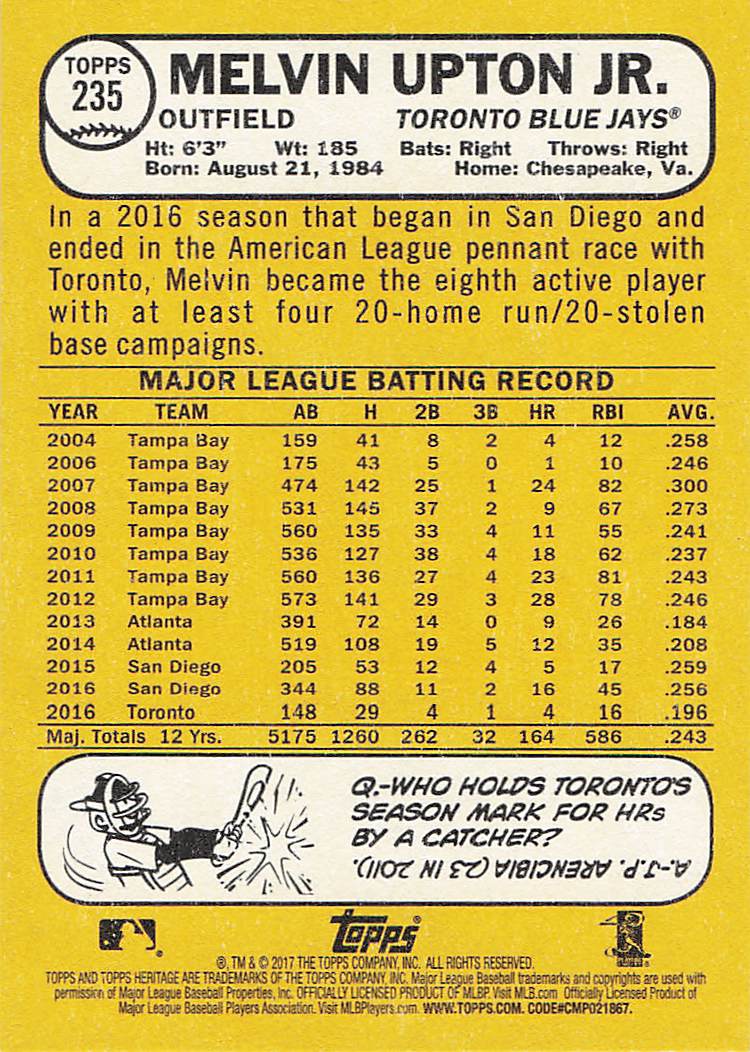 TOPPS
235
MELVIN UPTON JR.
OUTFIELD TORONTO BLUE JAYS®
Ht: 6'3" Wt: 185 Bats: Right Throws: Right
Born: August 21, 1984 Home: Chesapeake, Va.
In a 2016 season that began in San Diego and
ended in the American League pennant race with
Toronto, Melvin became the eighth active player
with at least four 20-home run/20-stolen
base campaigns.
MAJOR LEAGUE BATTING RECORD
YEAR TEAM AB H 2B 3B HR RBI AVG.
2004 Tampa Bay 159 41 8 2 4 12 .258
2006 Tampa Bay 175 43 5 0 1 10 .246
2007 Tampa Bay 474 142 25 1 24 82 .300
2008 Tampa Bay 531 145 37 2 9 67 .273
2009 Tampa Bay 560 135 33 4 11 55 .241
2010 Tampa Bay 536 127 38 4 18 62 .237
2011 Tampa Bay 560 136 27 4 23 81 .243
2012 Tampa Bay 573 141 29 3 28 78 .246
2013 Atlanta 391 72 14 0 9 26 .184
2014 Atlanta 519 108 19 5 12 35 .208
2015 San Diego 205 53 12 4 5 17 .259
2016 San Diego 344 88 11 2 16 45 .256
2016 Toronto 148 29 4 1 4 16 .196
Maj. Totals 12 Yrs. 5175 1260 262 32 164 586 .243
Q.-WHO HOLDS TORONTO'S
SEASON MARK FOR HRs
BY A CATCHER?
A.-J.P. ARENCIBIA (23 IN 2011).
Topps®
®, TM & © 2017 THE TOPPS COMPANY, INC. ALL RIGHTS RESERVED.
TOPPS AND TOPPS HERITAGE ARE TRADEMARKS OF THE TOPPS COMPANY, INC. Major League Baseball trademarks and copyrights are used with
permission of Major League Baseball Properties, Inc. OFFICIALLY LICENSED PRODUCT OF MLBP. Visit MLB.com Officially Licensed Product of
Major League Baseball Players Association. Visit MLBPlayers.com. WWW.TOPPS.COM. CODE#CMP021867.